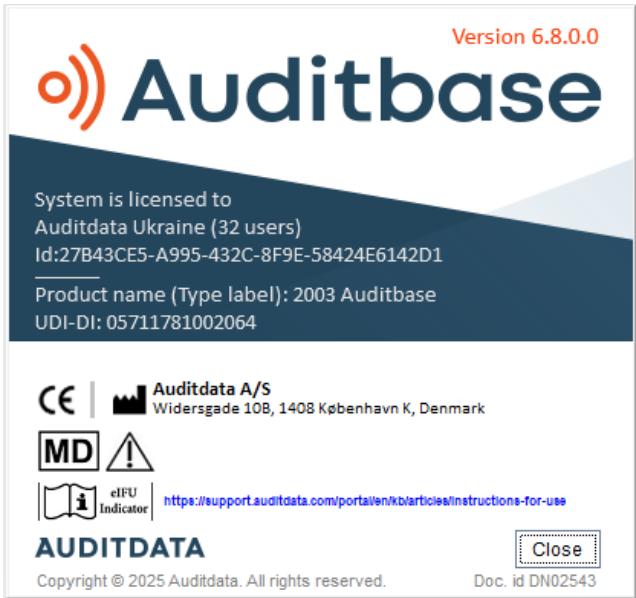 Version 6.8.0.0
Auditbase
System is licensed to
Auditdata Ukraine (32 users)
Id:27B43CE5-A995-432C-8F9E-58424E6142D1
Product name (Type label): 2003 Auditbase
UDI-DI: 05711781002064
CE
Auditdata A/S
Widersgade 10B, 1408 København K, Denmark
MD
i
eIFU
Indicator
https://support.auditdata.com/portal/en/kb/articles/instructions-for-use
AUDITDATA
Close
Copyright © 2025 Auditdata. All rights reserved.
Doc. id DN02543